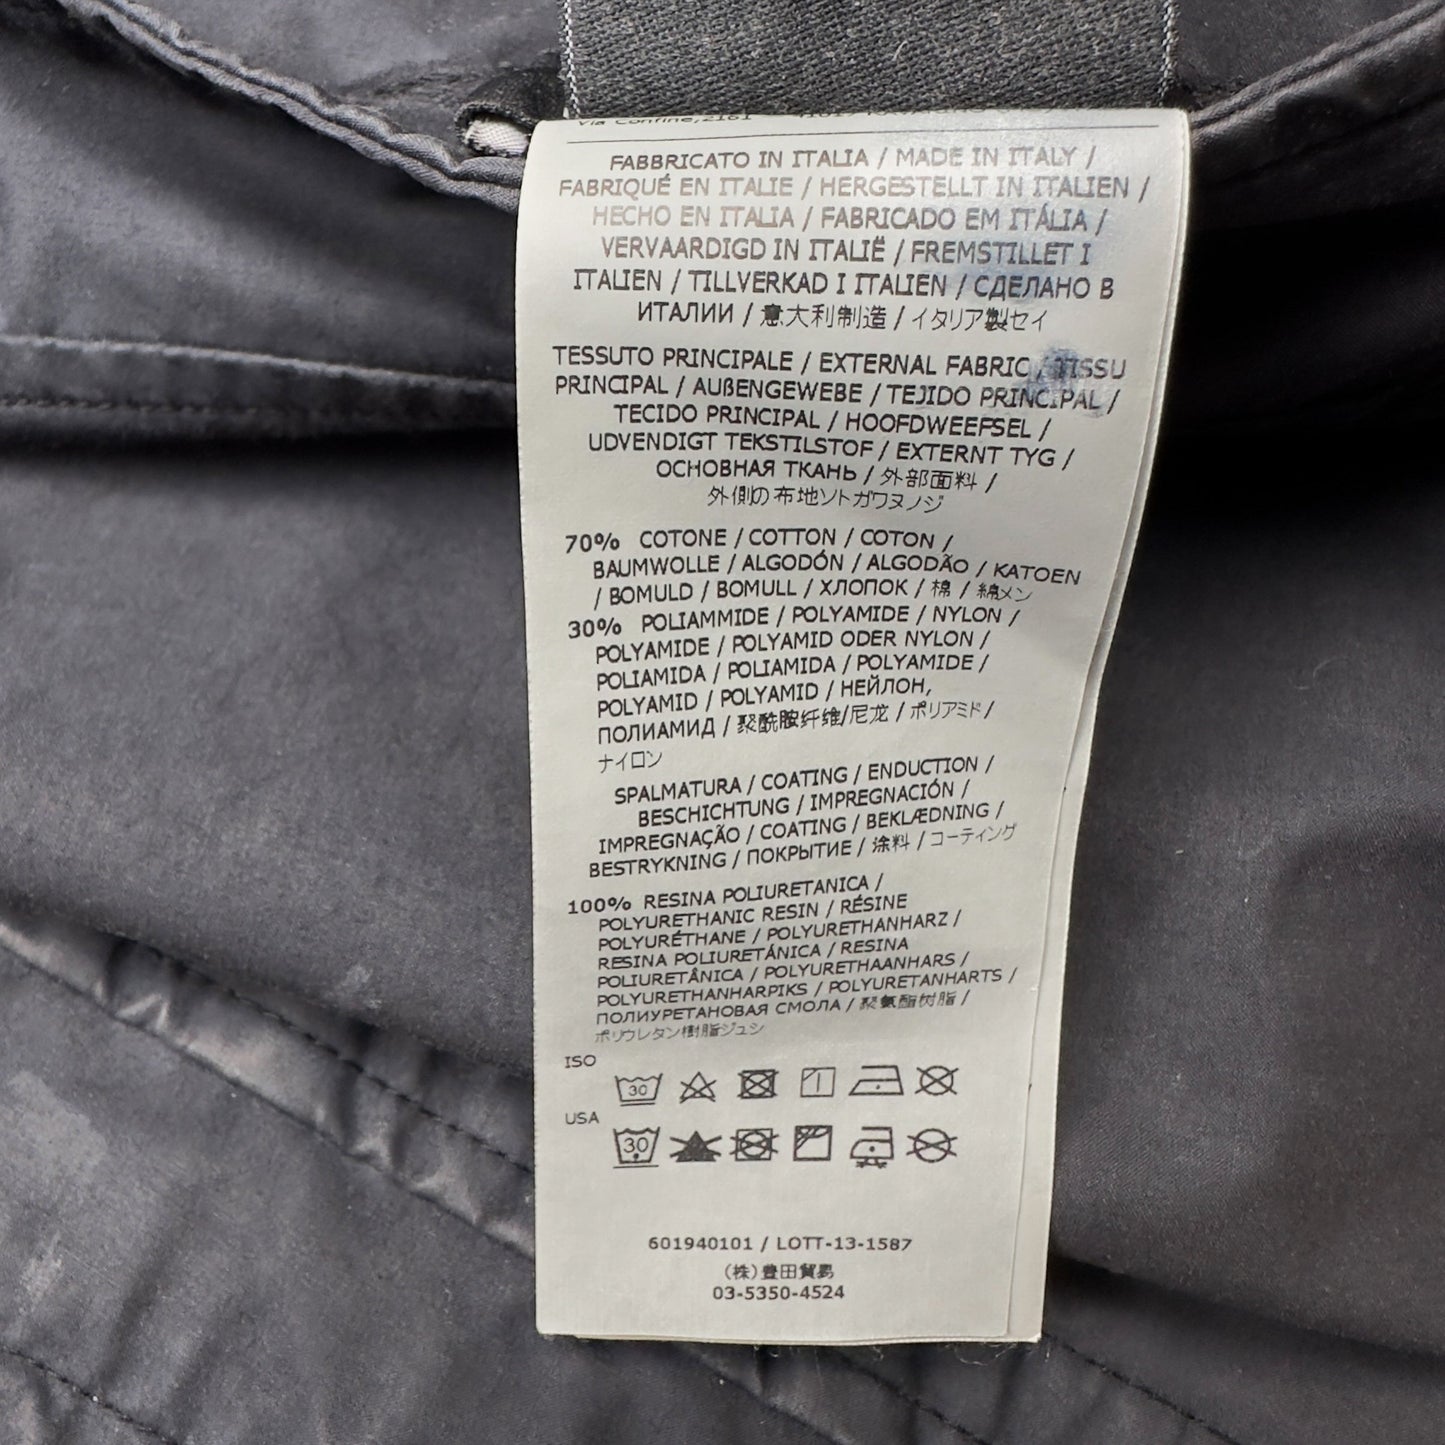 Via Confine, 2161
FABBRICATO IN ITALIA / MADE IN ITALY /
FABRIQUÉ EN ITALIE / HERGESTELLT IN ITALIEN /
HECHO EN ITALIA / FABRICADO EM ITÁLIA /
VERVAARDIGD IN ITALIË / FREMSTILLET I
ITALIEN / TILLVERKAD I ITALIEN / СДЕЛАНО В
ИТАЛИИ / 意大利制造 / イタリア製セイ
TESSUTO PRINCIPALE / EXTERNAL FABRIC / TISSU
PRINCIPAL / AUßENGEWEBE / TEJIDO PRINCIPAL /
TECIDO PRINCIPAL / HOOFDWEEFSEL /
UDVENDIGT TEKSTILSTOF / EXTERNT TYG /
ОСНОВНАЯ ТКАНЬ / 外部面料 /
外側の布地ソトガワヌノジ
70% COTONE / COTTON / COTON /
BAUMWOLLE / ALGODÓN / ALGODÃO / KATOEN
/ BOMULD / BOMULL / ХЛОПОК / 棉 / 綿メン
30% POLIAMMIDE / POLYAMIDE / NYLON /
POLYAMIDE / POLYAMID ODER NYLON /
POLIAMIDA / POLIAMIDA / POLYAMIDE /
POLYAMID / POLYAMID / НЕЙЛОН,
ПОЛИАМИД / 聚酰胺纤维/尼龙 / ポリアミド/
ナイロン
SPALMATURA / COATING / ENDUCTION /
BESCHICHTUNG / IMPREGNACIÓN /
IMPREGNAÇÃO / COATING / BEKLÆDNING /
BESTRYKNING / ПОКРЫТИЕ / 涂料 / コーティング
100% RESINA POLIURETANICA /
POLYURETHANIC RESIN / RÉSINE
POLYURÉTHANE / POLYURETHANHARZ /
RESINA POLIURETÁNICA / RESINA
POLIURETÂNICA / POLYURETHAANHARS /
POLYURETHANHARPIKS / POLYURETANHARTS /
ПОЛИУРЕТАНОВАЯ СМОЛА / 聚氨酯树脂 /
ポリウレタン樹脂ジュシ
ISO
30
USA
30
601940101 / LOTT-13-1587
(株)豊田貿易
03-5350-4524